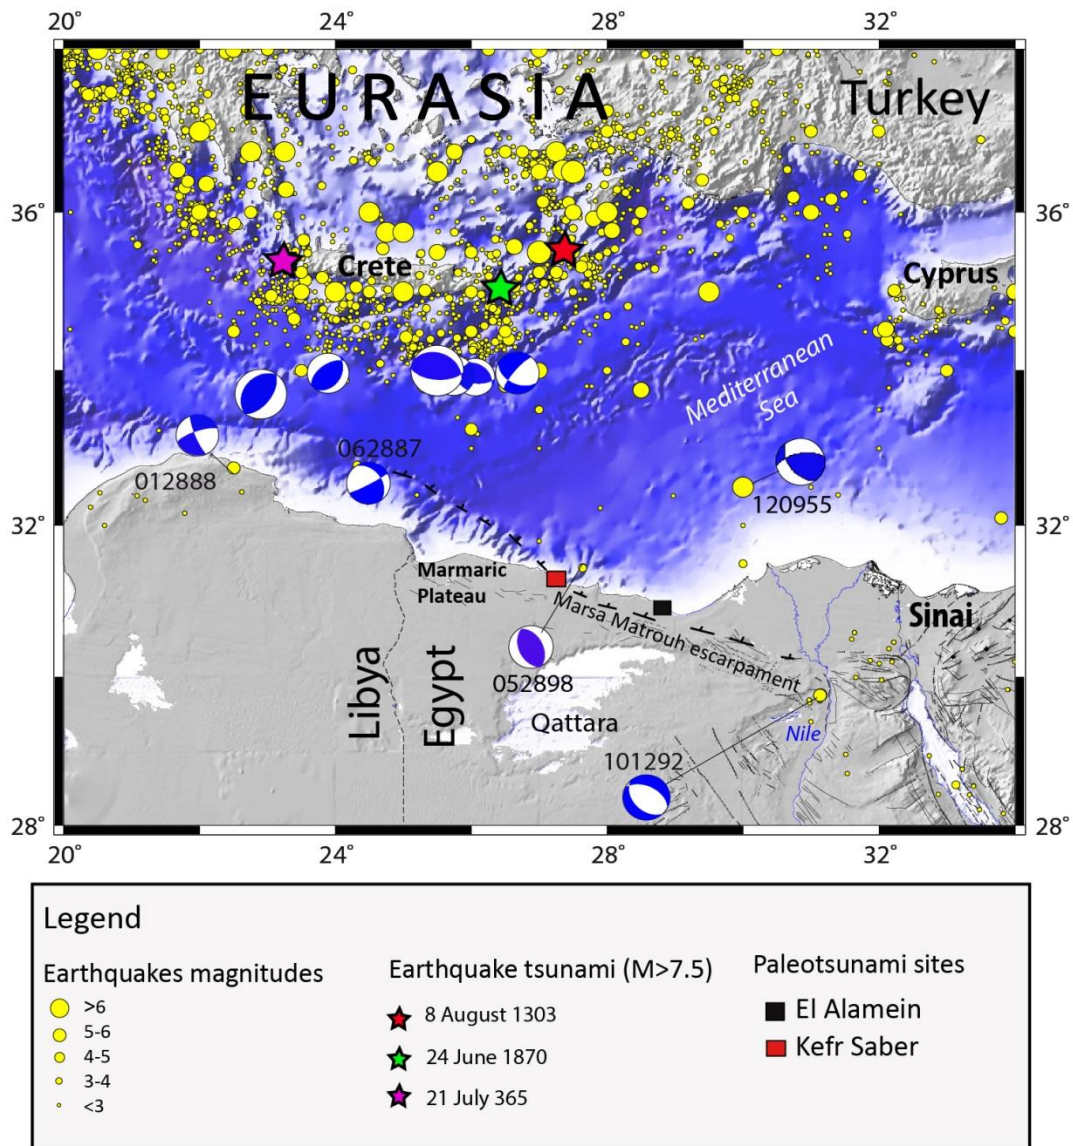 20° 24° 28° 32°
EURASIA
Turkey
36° 36°
Crete
Cyprus
Mediterranean
Sea
062887
012888
120955
32° 32°
Marmaric
Plateau
Marsa Matrouh escarpament
Sinai
Libya
Egypt
052898
Qattara
Nile
101292
28° 28°
20° 24° 28° 32°
Legend
Earthquakes magnitudes
>6
5-6
4-5
3-4
<3
Earthquake tsunami (M>7.5)
8 August 1303
24 June 1870
21 July 365
Paleotsunami sites
El Alamein
Kefr Saber